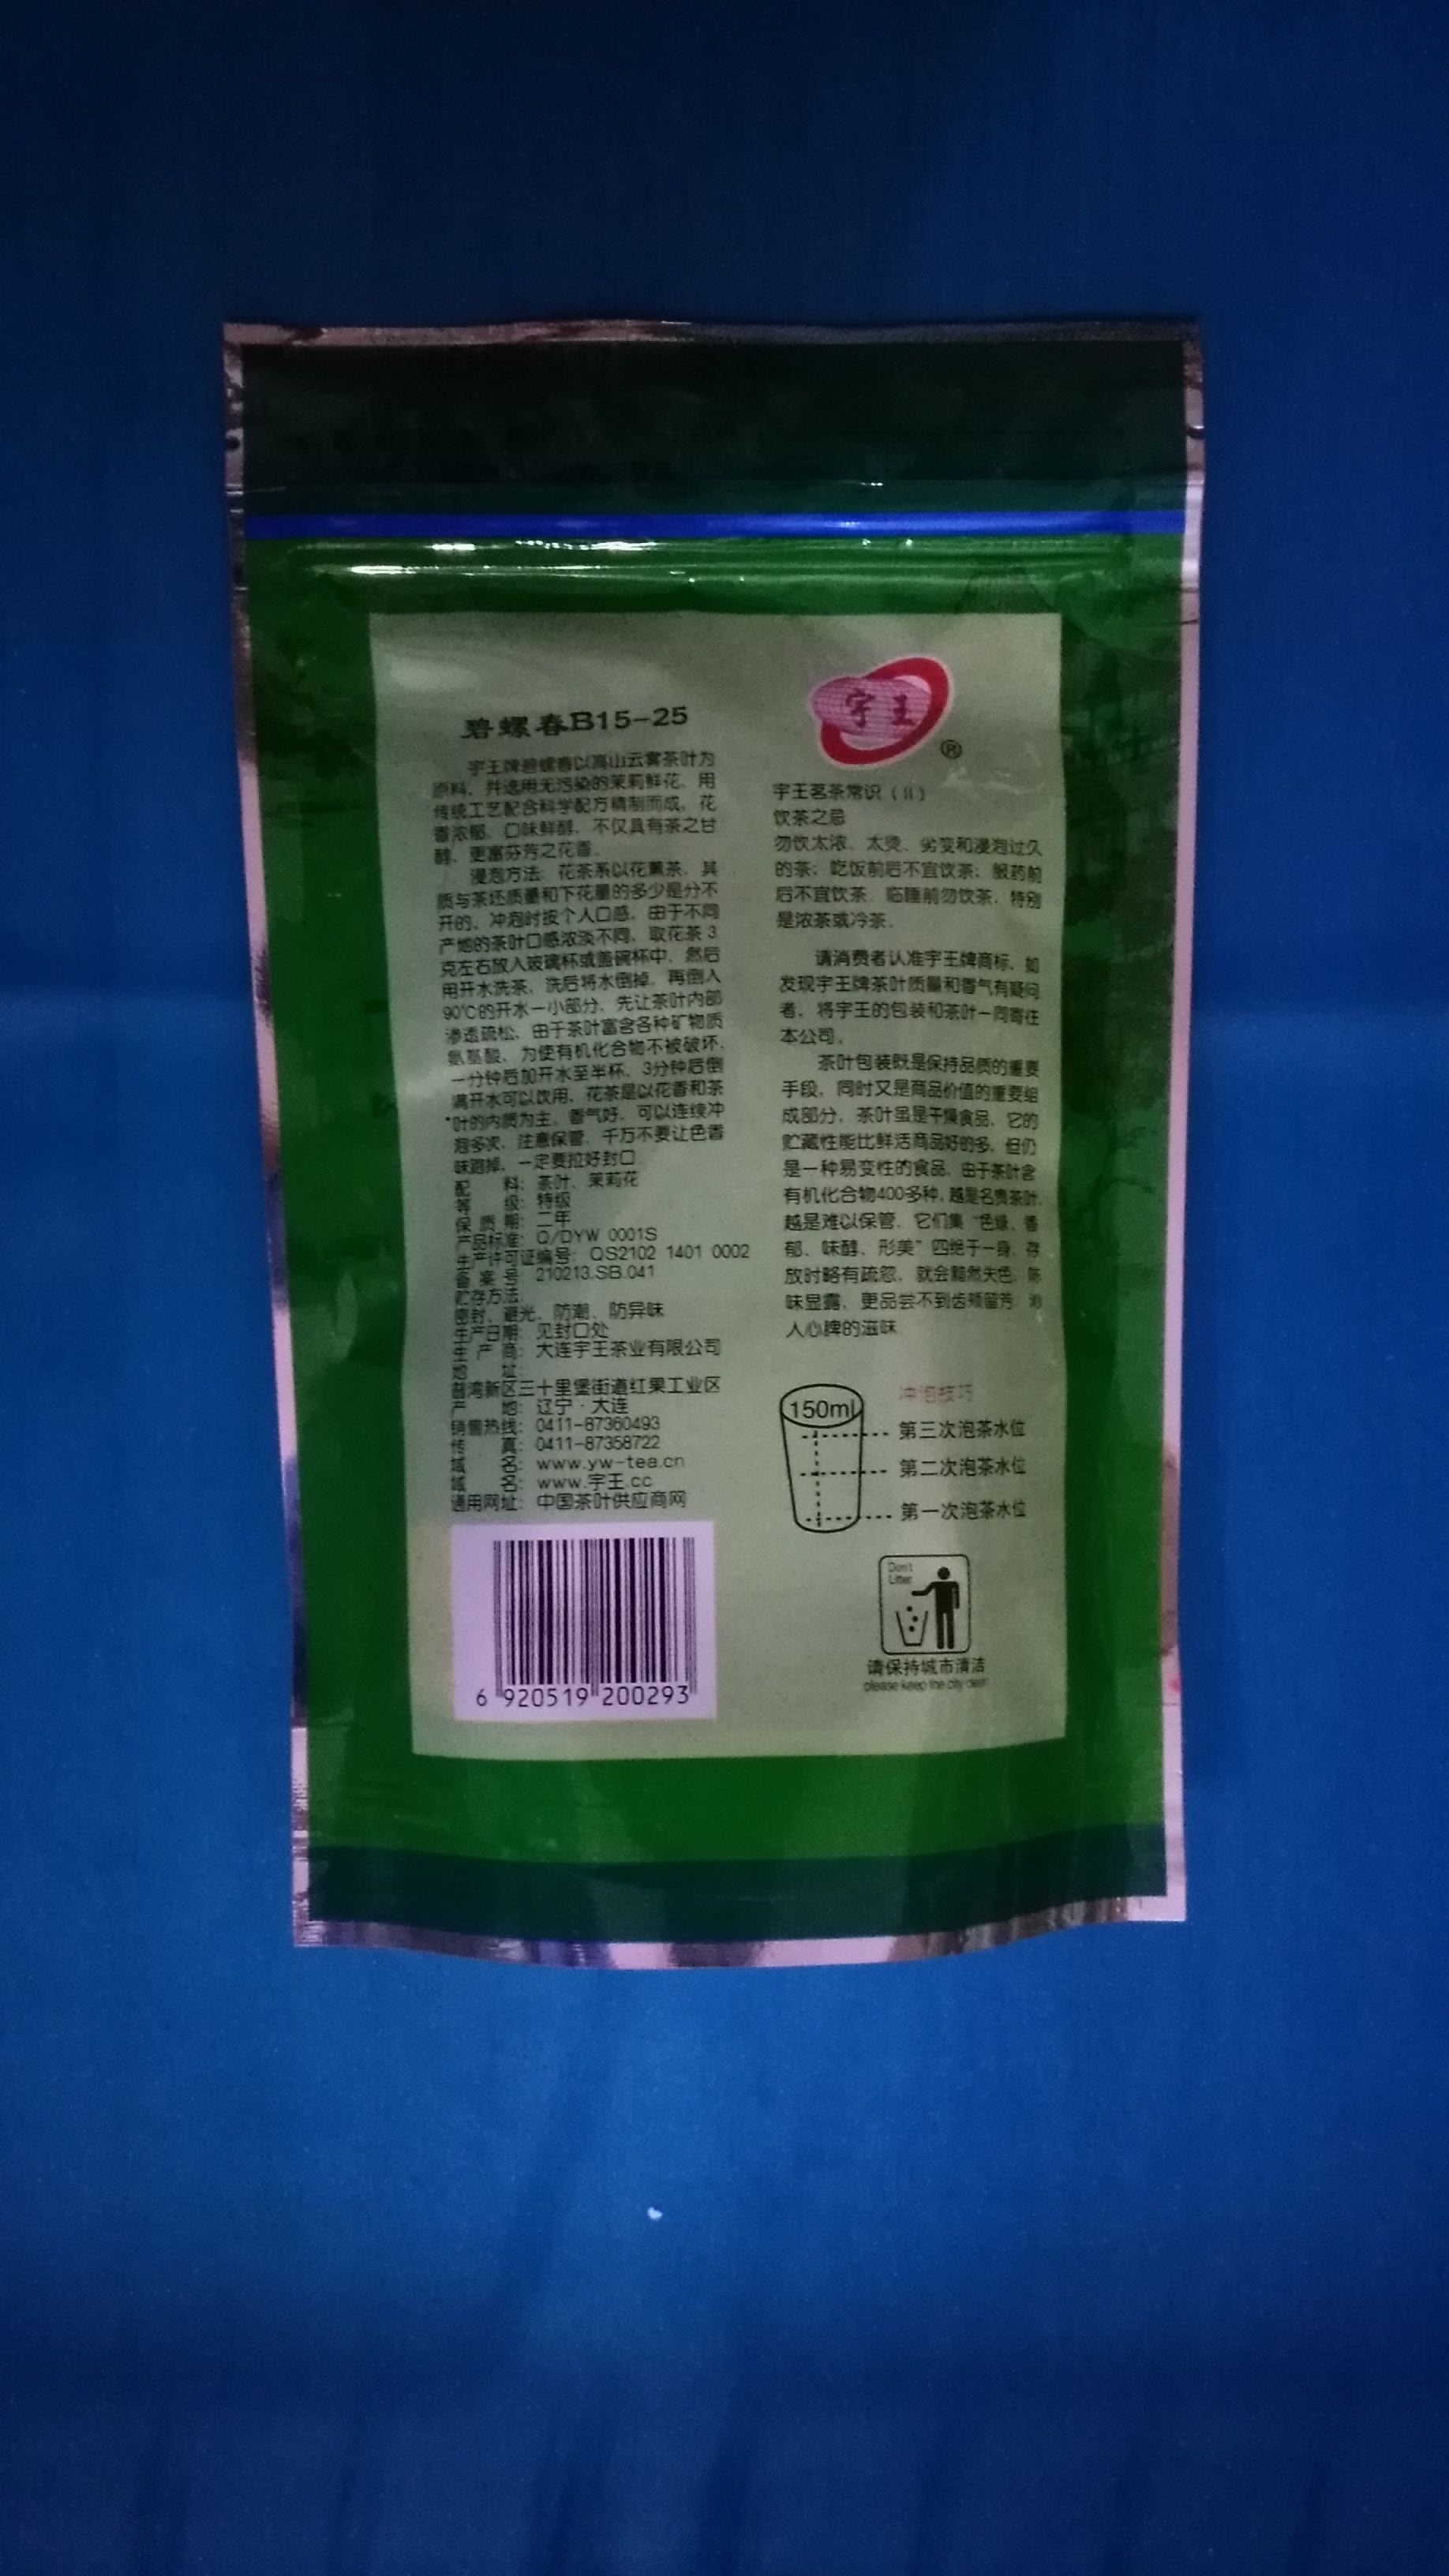 碧螺春B15-25
宇王牌碧螺春以高山云雾茶叶为
原料、并选用无污染的茉莉鲜花、用
传统工艺配合科学配方精制而成、花
香浓郁、口味鲜醇、不仅具有茶之甘
醇、更富芬芳之花香。
浸泡方法：花茶系以花薰茶、其
质与茶坯质量和下花量的多少是分不
开的、冲泡时按个人口感、由于不同
产地的茶叶口感浓淡不同、取花茶3
克左右放入玻璃杯或盖碗杯中、然后
用开水洗茶、洗后将水倒掉、再倒入
90℃的开水一小部分、先让茶叶内部
渗透疏松、由于茶叶富含各种矿物质
氨基酸、为使有机化合物不被破坏、
一分钟后加开水至半杯、3分钟后倒
满开水可以饮用、花茶是以花香和茶
叶的内质为主。香气好、可以连续冲
泡多次、注意保管、千万不要让色香
味跑掉、一定要拉好封口
配料：茶叶、茉莉花
等级：特级
保质期：二年
产品标准：Q/DYW 0001S
生产许可证编号：QS2102 1401 0002
备案号：210213.SB.041
贮存方法：
密封、避光、防潮、防异味
生产日期：见封口处
生产商：大连宇王茶业有限公司
地址：
普湾新区三十里堡街道红果工业区
产地：辽宁·大连
销售热线：0411-87360493
传真：0411-87358722
域名：www.yw-tea.cn
域名：www.宇王.cc
通用网址：中国茶叶供应商网
6 920519 200293
宇王
®
宇王茗茶常识（II）
饮茶之忌
勿饮太浓、太烫、劣变和浸泡过久
的茶；吃饭前后不宜饮茶；服药前
后不宜饮茶、临睡前勿饮茶、特别
是浓茶或冷茶。
请消费者认准宇王牌商标、如
发现宇王牌茶叶质量和香气有疑问
者、将宇王的包装和茶叶一同寄往
本公司。
茶叶包装既是保持品质的重要
手段、同时又是商品价值的重要组
成部分、茶叶虽是干燥食品、它的
贮藏性能比鲜活商品好的多、但仍
是一种易变性的食品、由于茶叶含
有机化合物400多种、越是名贵茶叶、
越是难以保管、它们集“色绿、香
郁、味醇、形美”四绝于一身、存
放时略有疏忽、就会黯然失色、陈
味显露、更品尝不到齿颊留芳、沁
人心脾的滋味
冲泡技巧
150ml
第三次泡茶水位
第二次泡茶水位
第一次泡茶水位
Don't
Litter
请保持城市清洁
please keep the city clean